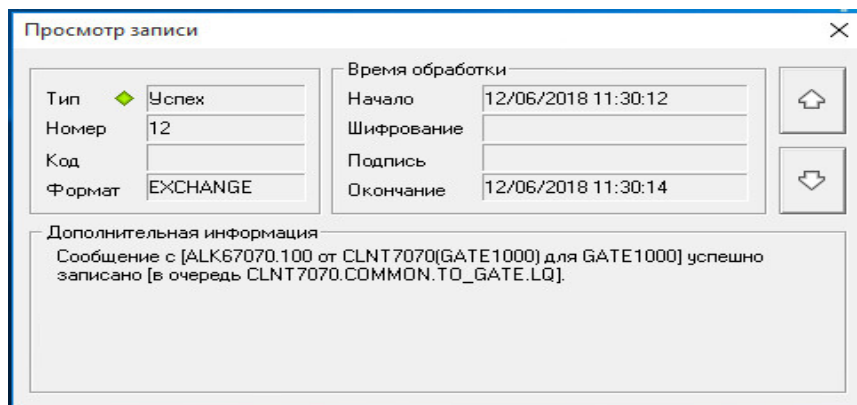 Просмотр записи
Тип Успех
Номер 12
Код
Формат EXCHANGE
Время обработки
Начало 12/06/2018 11:30:12
Шифрование
Подпись
Окончание 12/06/2018 11:30:14
Дополнительная информация
Сообщение с [ALK67070.100 от CLNT7070(GATE1000) для GATE1000] успешно
записано [в очередь CLNT7070.COMMON.TO_GATE.LQ].